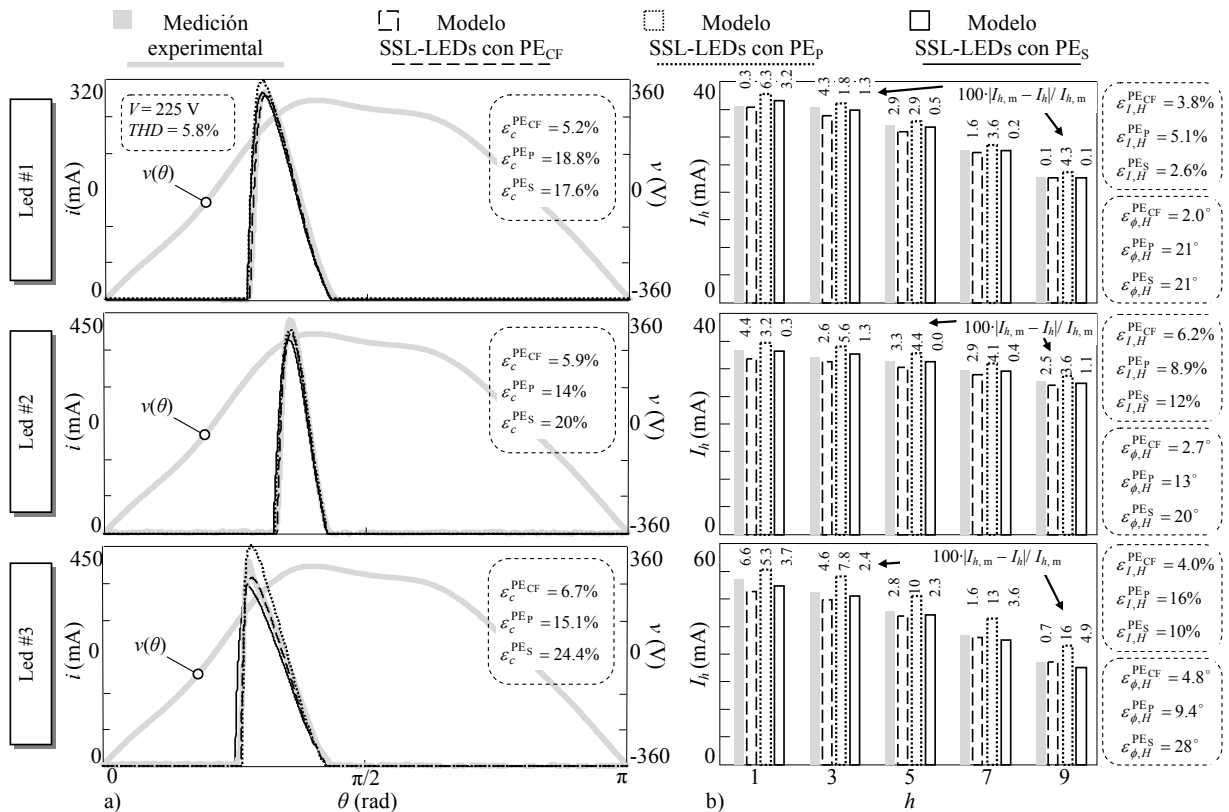 Medición
experimental
Modelo
SSL-LEDs con PE_CF
Modelo
SSL-LEDs con PE_P
Modelo
SSL-LEDs con PE_S
Led #1
320
0
0
i(mA)
V = 225 V
THD = 5.8%
v(θ)
ε_c^PE_CF = 5.2%
ε_c^PE_P = 18.8%
ε_c^PE_S = 17.6%
360
0 (V)
v
-360
40
I_h (mA)
0
0.3 6.3 3.2
4.3 1.8 1.3
2.9 2.9 0.5
1.6 3.6 0.2
0.1 4.3 0.1
100·|I_h,m − I_h|/ I_h,m
ε_I,H^PE_CF = 3.8%
ε_I,H^PE_P = 5.1%
ε_I,H^PE_S = 2.6%
ε_ϕ,H^PE_CF = 2.0°
ε_ϕ,H^PE_P = 21°
ε_ϕ,H^PE_S = 21°
Led #2
450
0
0
i (mA)
v(θ)
ε_c^PE_CF = 5.9%
ε_c^PE_P = 14%
ε_c^PE_S = 20%
360
0 (V)
v
-360
40
I_h (mA)
0
4.4 3.2 0.3
2.6 5.6 1.3
3.3 4.4 0.0
2.9 4.1 0.4
2.5 3.6 1.1
100·|I_h,m − I_h|/ I_h,m
ε_I,H^PE_CF = 6.2%
ε_I,H^PE_P = 8.9%
ε_I,H^PE_S = 12%
ε_ϕ,H^PE_CF = 2.7°
ε_ϕ,H^PE_P = 13°
ε_ϕ,H^PE_S = 20°
Led #3
450
0
0
i (mA)
v(θ)
ε_c^PE_CF = 6.7%
ε_c^PE_P = 15.1%
ε_c^PE_S = 24.4%
360
0 (V)
v
-360
60
I_h (mA)
0
6.6 5.3 3.7
4.6 7.8 2.4
2.8 10 2.3
1.6 13 3.6
0.7 16 4.9
100·|I_h,m − I_h|/ I_h,m
ε_I,H^PE_CF = 4.0%
ε_I,H^PE_P = 16%
ε_I,H^PE_S = 10%
ε_ϕ,H^PE_CF = 4.8°
ε_ϕ,H^PE_P = 9.4°
ε_ϕ,H^PE_S = 28°
0 π/2 π
1 3 5 7 9
a) θ (rad)
b) h